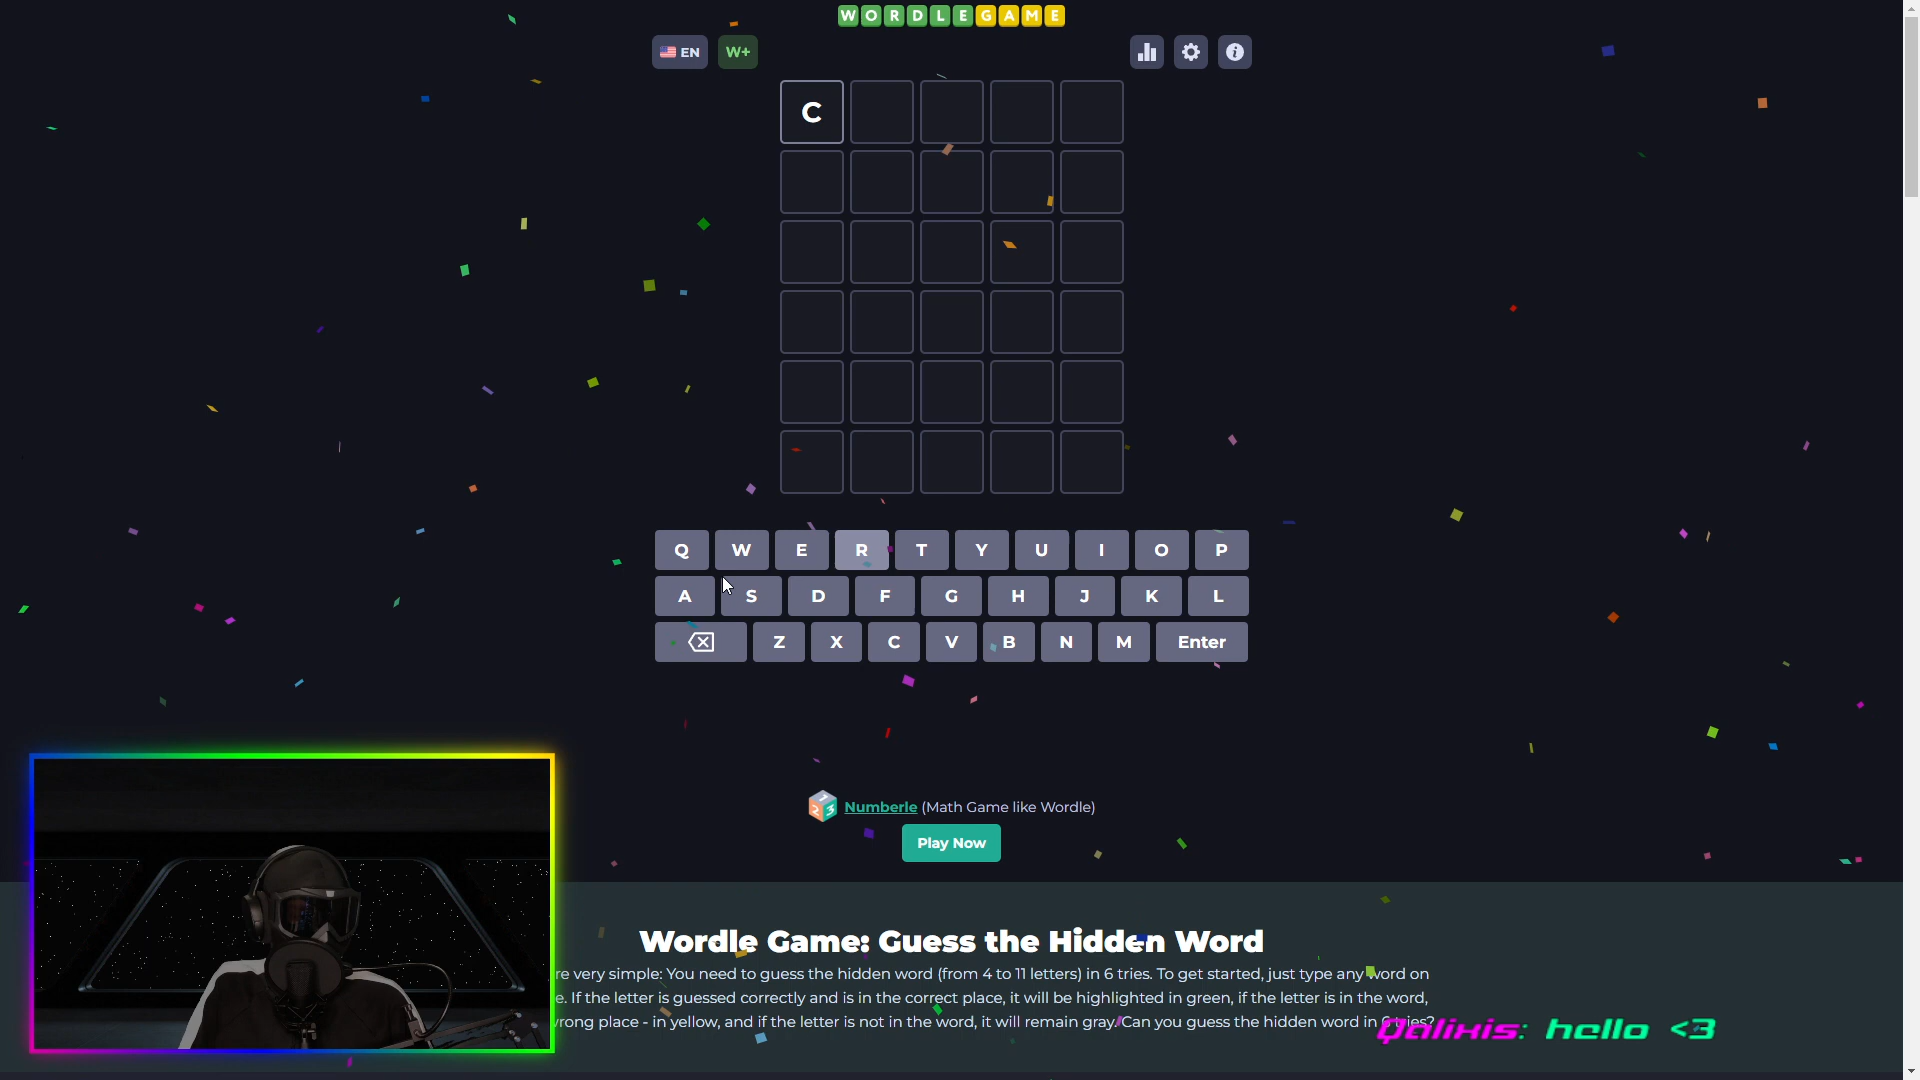 WORDLEGAME
EN W+
C
Q W E R T Y U I O P
A S D F G H J K L
Z X C V B N M Enter
Numberle (Math Game like Wordle)
Play Now
Wordle Game: Guess the Hidden Word
re very simple: You need to guess the hidden word (from 4 to 11 letters) in 6 tries. To get started, just type any word on
e. If the letter is guessed correctly and is in the correct place, it will be highlighted in green, if the letter is in the word,
wrong place - in yellow, and if the letter is not in the word, it will remain gray. Can you guess the hidden word in 6 tries?
Qalixis: hello <3